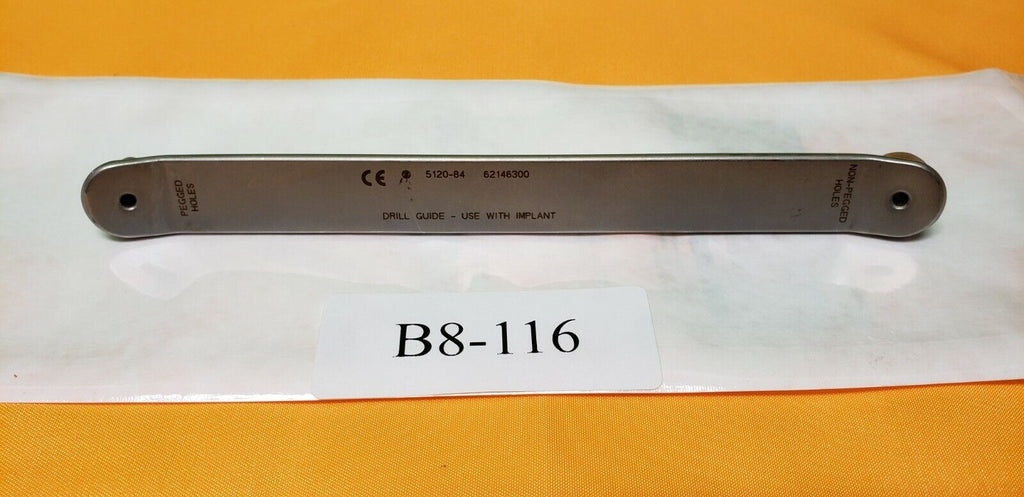 CE 5120-84 62146300
DRILL GUIDE - USE WITH IMPLANT
PEGGED
HOLES
NON-PEGGED
HOLES
B8-116